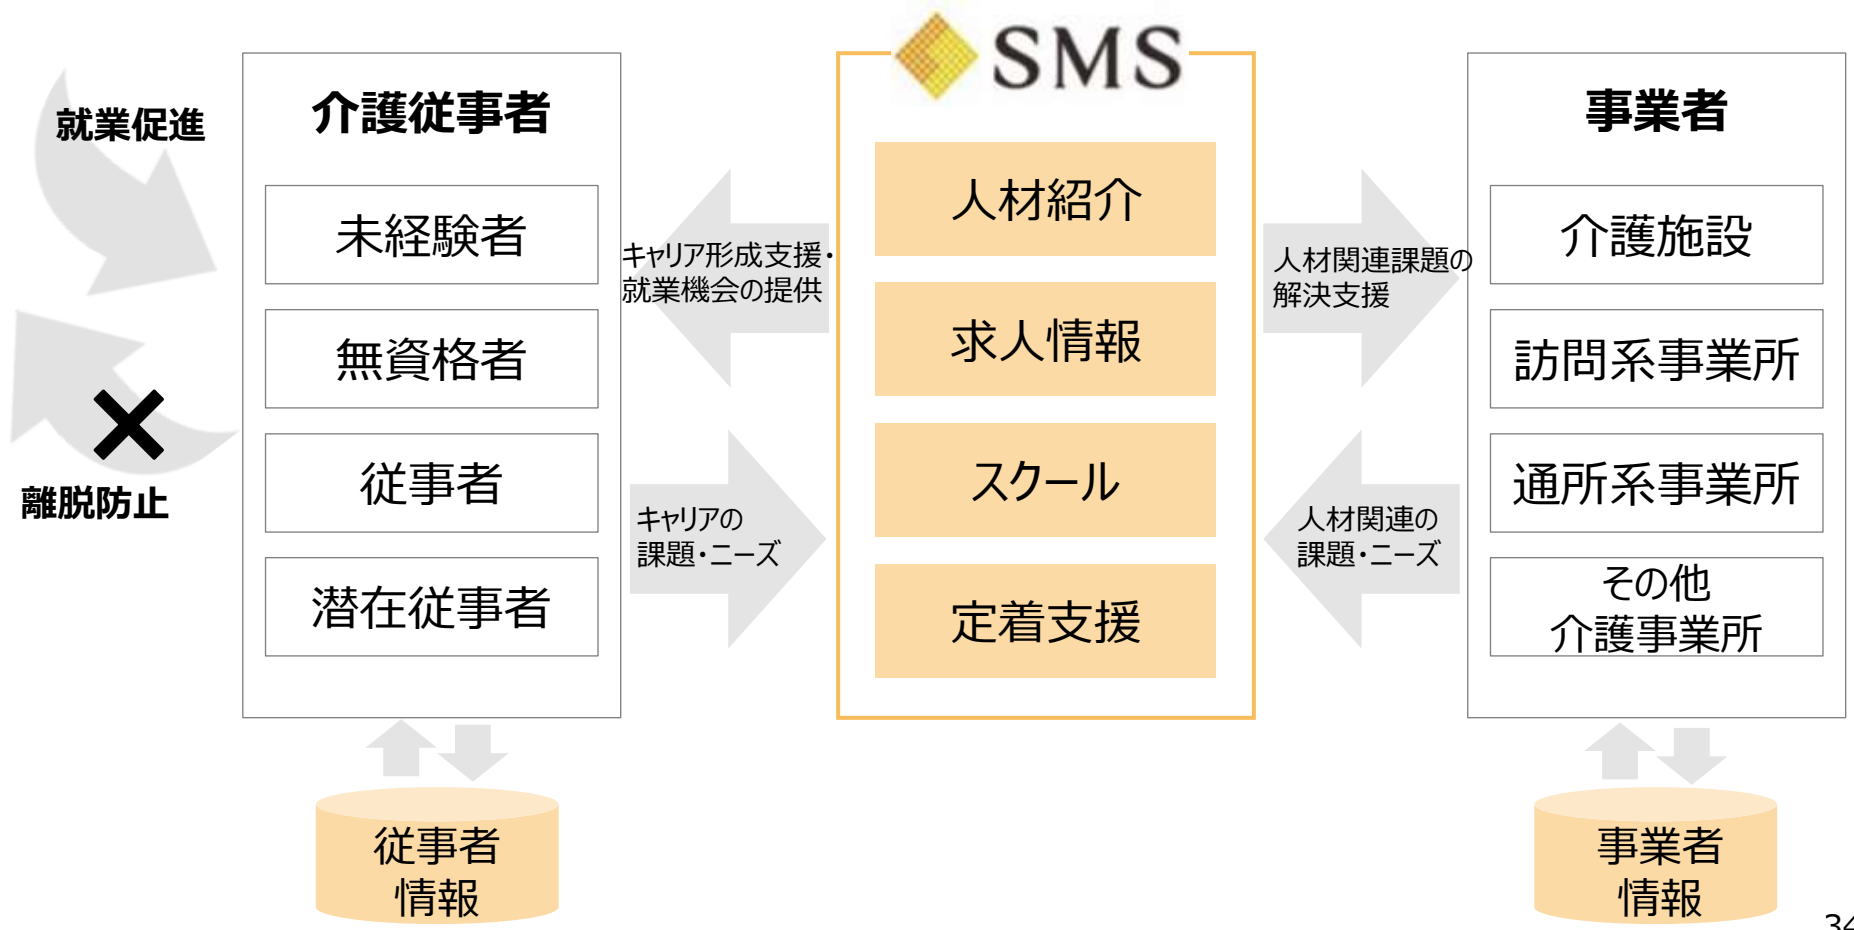 SMS
就業促進
離脱防止
介護従事者
未経験者
無資格者
従事者
潜在従事者
キャリア形成支援・
就業機会の提供
キャリアの
課題・ニーズ
人材紹介
求人情報
スクール
定着支援
人材関連課題の
解決支援
人材関連の
課題・ニーズ
事業者
介護施設
訪問系事業所
通所系事業所
その他
介護事業所
従事者
情報
事業者
情報
34